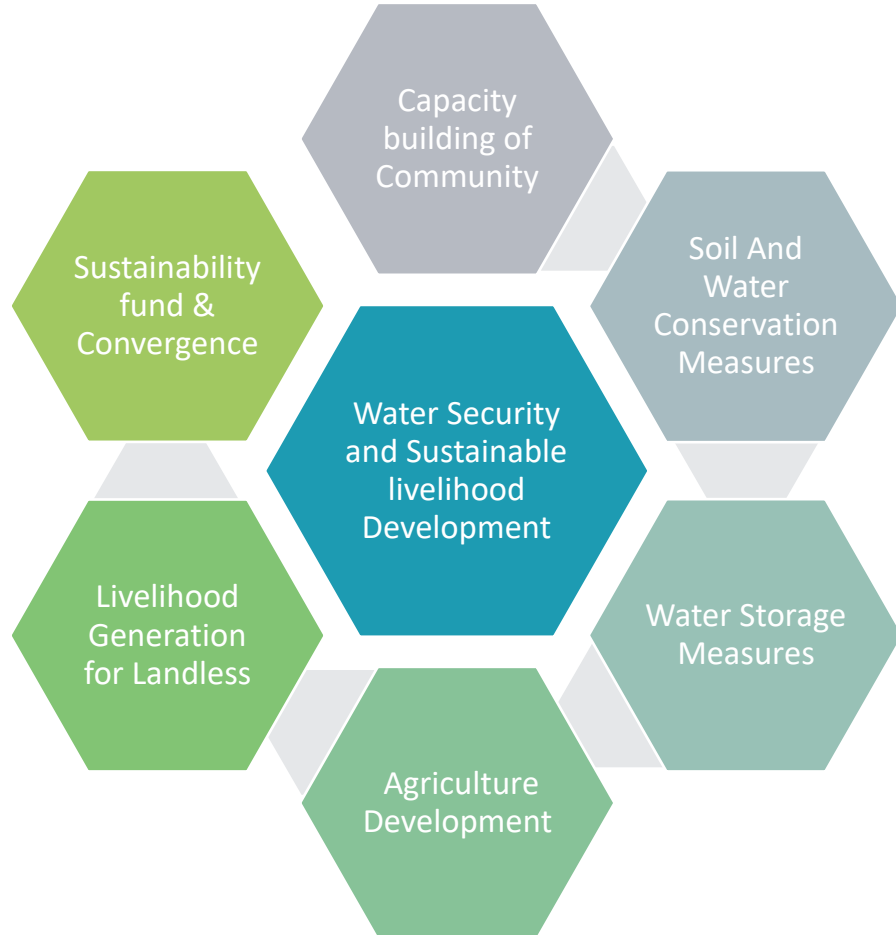 Capacity
building of
Community
Soil And
Water
Conservation
Measures
Water Storage
Measures
Agriculture
Development
Livelihood
Generation
for Landless
Sustainability
fund &
Convergence
Water Security
and Sustainable
livelihood
Development